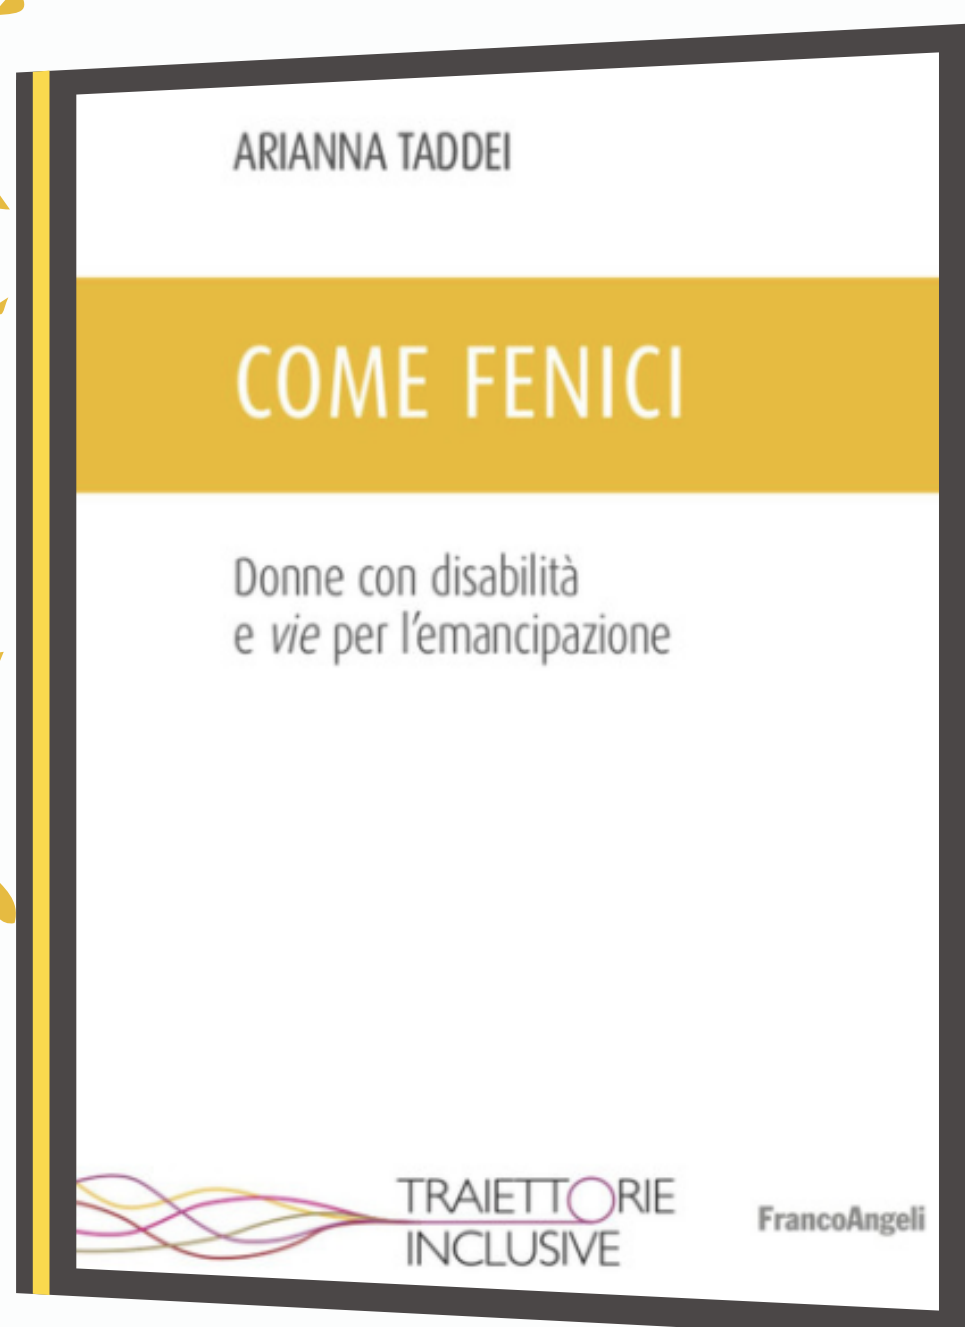 ARIANNA TADDEI
COME FENICI
Donne con disabilità
e vie per l'emancipazione
TRAIETTORIE
INCLUSIVE
FrancoAngeli